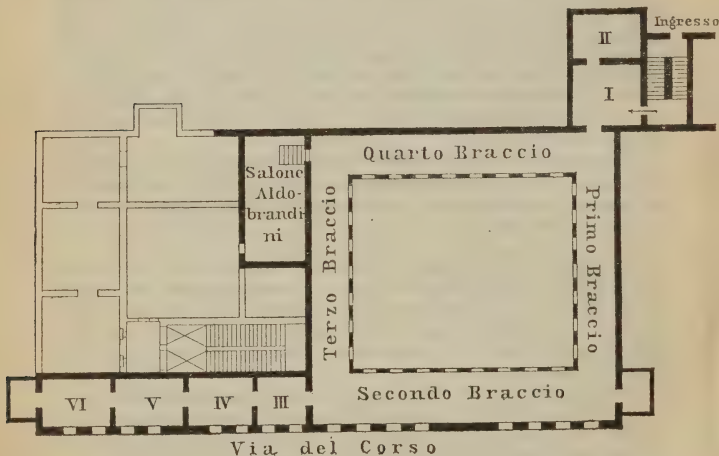 Ingresso
II
I
Quarto Braccio
Salone
Aldo-
brandi-
ni
Terzo Braccio
Primo Braccio
Secondo Braccio
VI
V
IV
III
Via del Corso